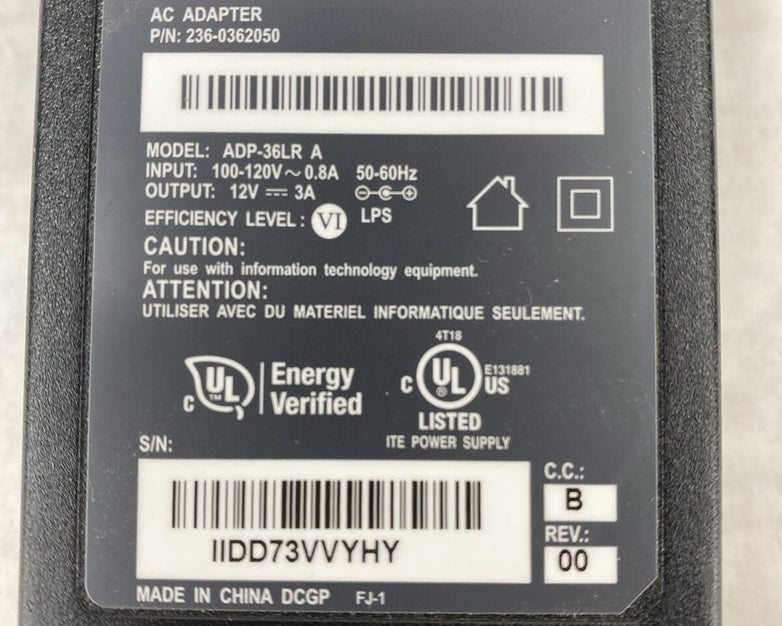 AC ADAPTER
P/N: 236-0362050
MODEL: ADP-36LR A
INPUT: 100-120V~0.8A 50-60Hz
OUTPUT: 12V ⎓ 3A
EFFICIENCY LEVEL: VI LPS
CAUTION:
For use with information technology equipment.
ATTENTION:
UTILISER AVEC DU MATERIEL INFORMATIQUE SEULEMENT.
c UL TM Energy Verified
4T18
C UL ® US E131881
LISTED
ITE POWER SUPPLY
S/N:
IIDD73VVYHY
C.C.:
B
REV.:
00
MADE IN CHINA DCGP FJ-1